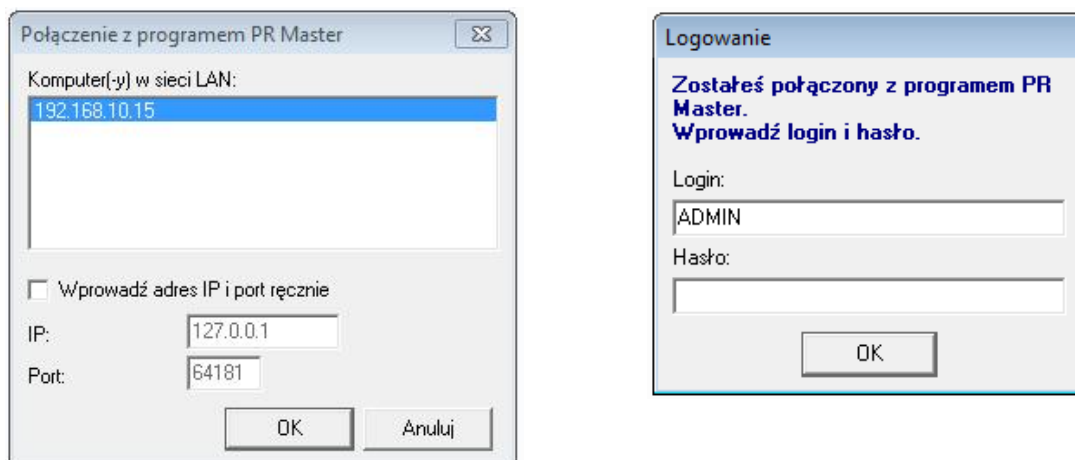 Połączenie z programem PR Master
Komputer(-y) w sieci LAN:
192.168.10.15
Wprowadź adres IP i port ręcznie
IP:
127.0.0.1
Port:
64181
OK
Anuluj
Logowanie
Zostałeś połączony z programem PR
Master.
Wprowadź login i hasło.
Login:
ADMIN
Hasło:
OK